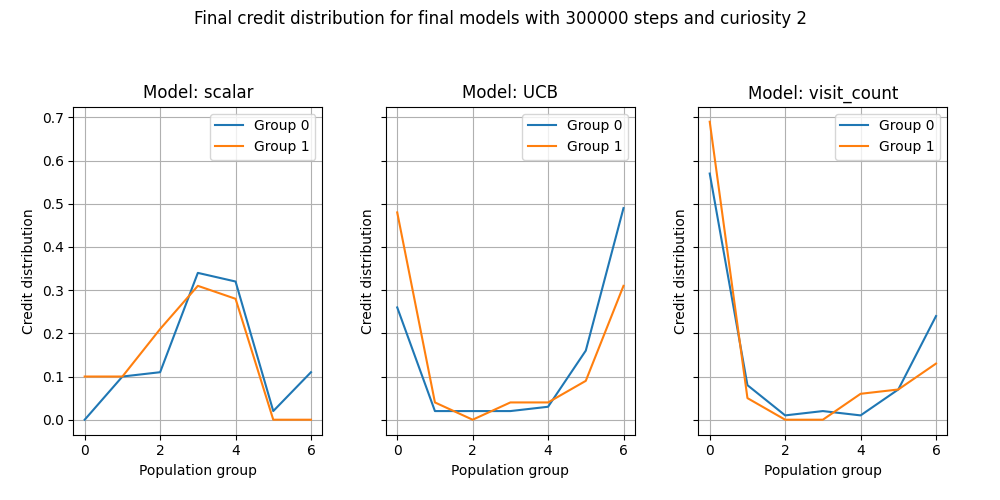 Final credit distribution for final models with 300000 steps and curiosity 2
Model: scalar
Group 0
Group 1
0.7
0.6
0.5
0.4
0.3
0.2
0.1
0.0
Credit distribution
0 2 4 6
Population group
Model: UCB
Group 0
Group 1
Credit distribution
0 2 4 6
Population group
Model: visit_count
Group 0
Group 1
Credit distribution
0 2 4 6
Population group